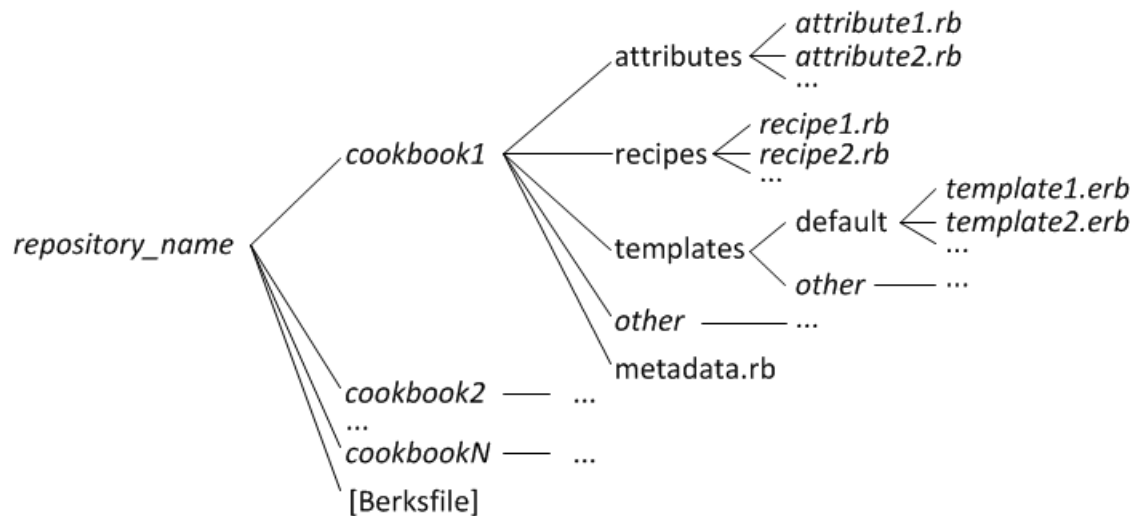 attribute1.rb
attributes
attribute2.rb
...
recipe1.rb
cookbook1
recipes
recipe2.rb
...
template1.erb
default
template2.erb
repository_name
templates
...
other
...
other
...
metadata.rb
cookbook2
...
...
cookbookN
...
[Berksfile]